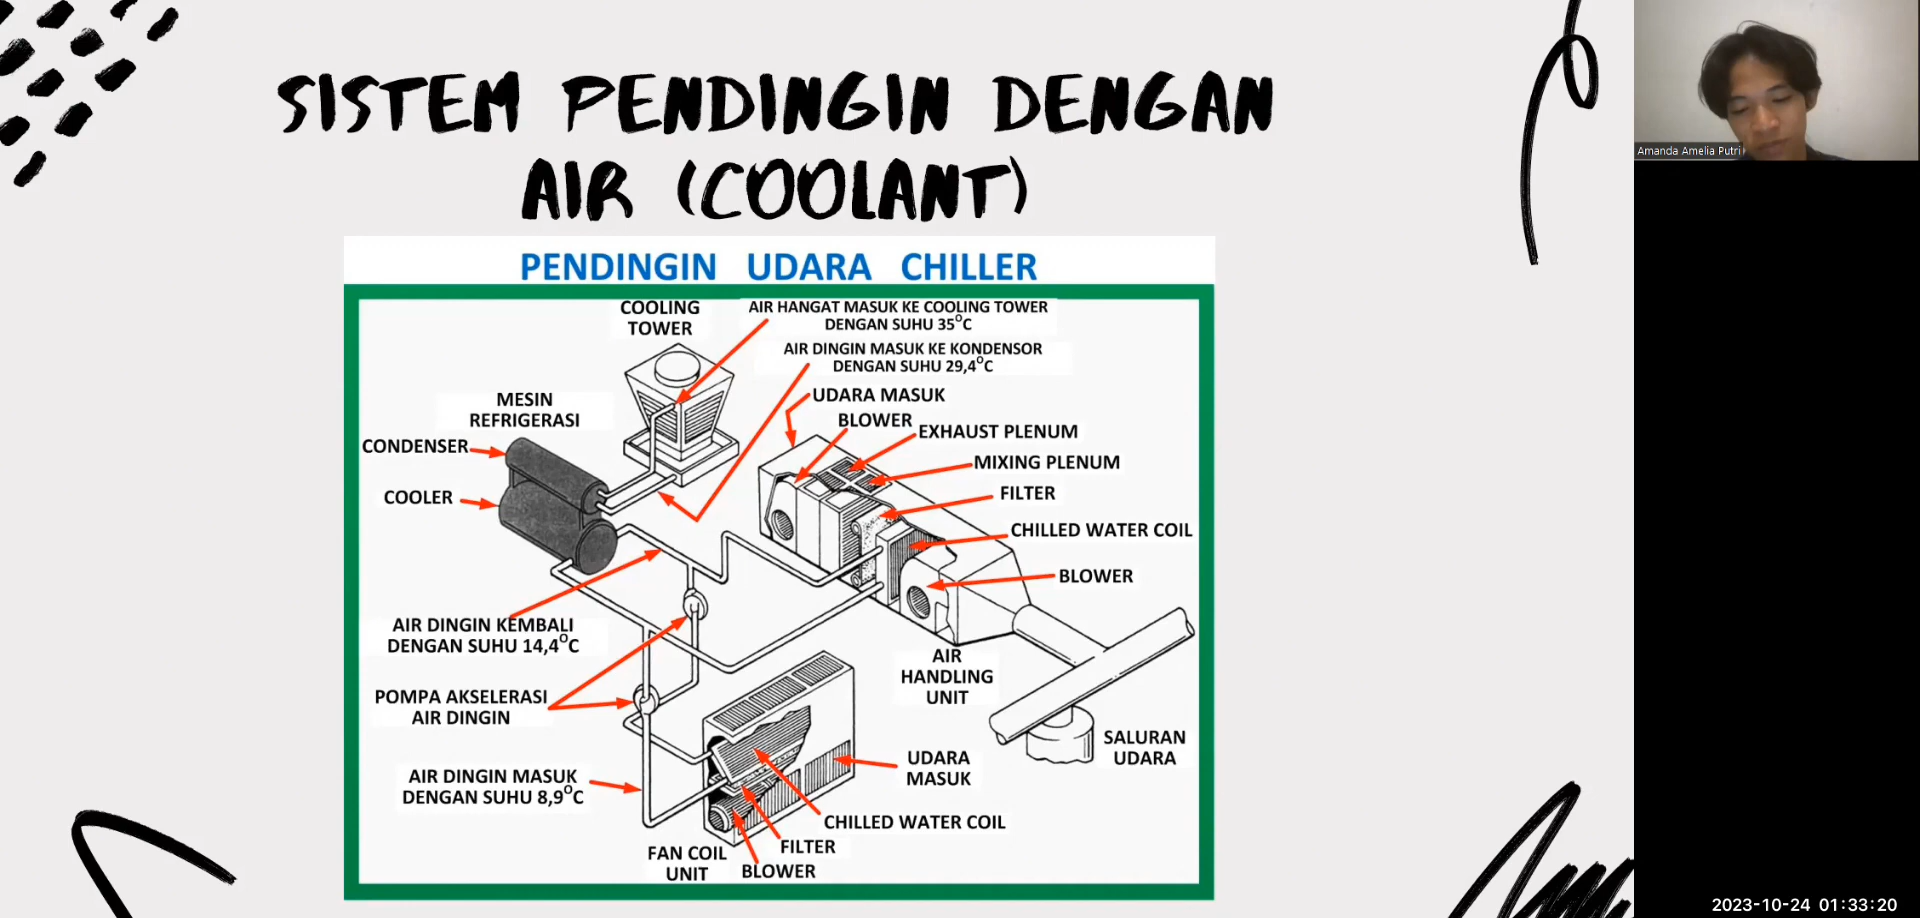 SISTEM PENDINGIN DENGAN
AIR (COOLANT)
PENDINGIN UDARA CHILLER
COOLING
TOWER
AIR HANGAT MASUK KE COOLING TOWER
DENGAN SUHU 35°C
AIR DINGIN MASUK KE KONDENSOR
DENGAN SUHU 29,4°C
MESIN
REFRIGERASI
UDARA MASUK
BLOWER
EXHAUST PLENUM
CONDENSER
MIXING PLENUM
COOLER
FILTER
CHILLED WATER COIL
BLOWER
AIR DINGIN KEMBALI
DENGAN SUHU 14,4°C
AIR
HANDLING
UNIT
POMPA AKSELERASI
AIR DINGIN
SALURAN
UDARA
UDARA
MASUK
AIR DINGIN MASUK
DENGAN SUHU 8,9°C
CHILLED WATER COIL
FILTER
FAN COIL
UNIT
BLOWER
Amanda Amelia Putri
2023-10-24 01:33:20